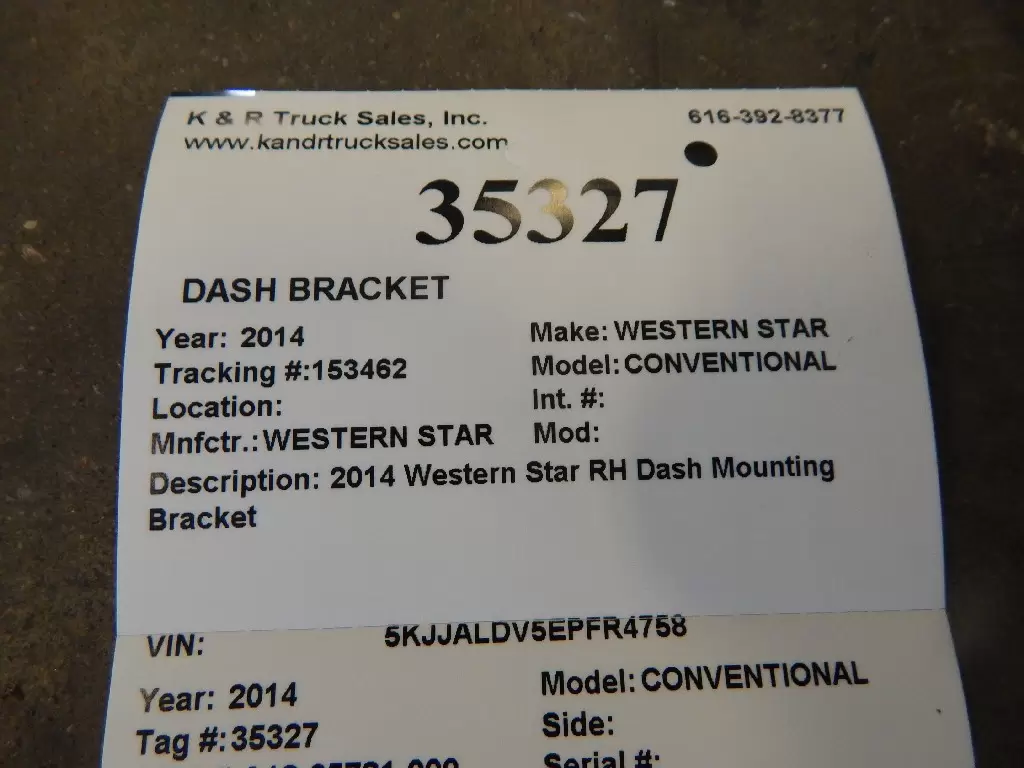 K & R Truck Sales, Inc. 616-392-8377
www.kandrtrucksales.com
35327
DASH BRACKET
Year: 2014 Make: WESTERN STAR
Tracking #:153462 Model: CONVENTIONAL
Location: Int. #:
Mnfctr.: WESTERN STAR Mod:
Description: 2014 Western Star RH Dash Mounting
Bracket
VIN: 5KJJALDV5EPFR4758
Year: 2014 Model: CONVENTIONAL
Tag #:35327 Side:
Serial #: